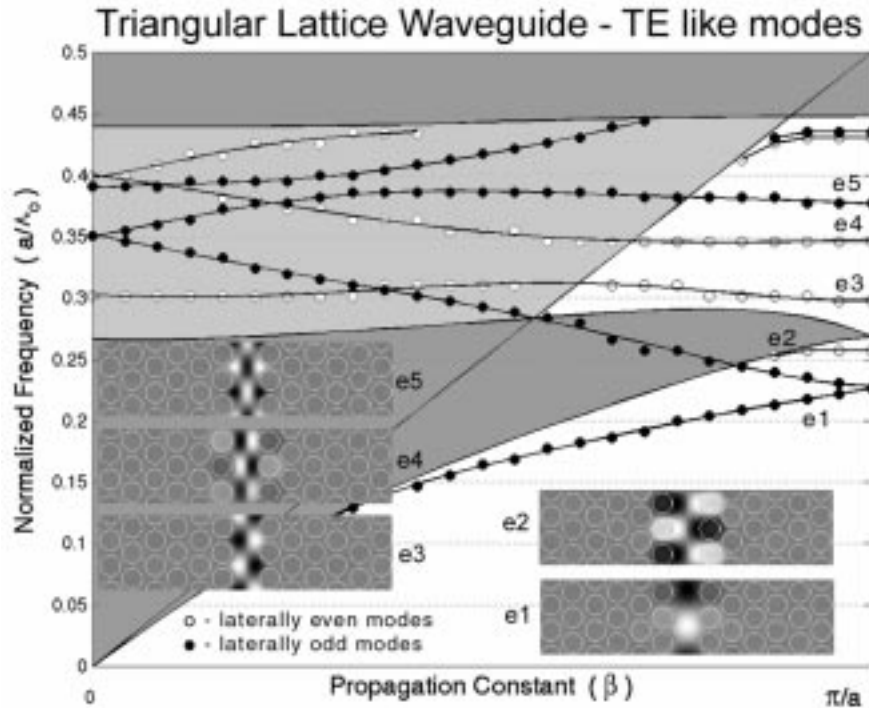 Triangular Lattice Waveguide - TE like modes
Normalized Frequency ( a/λo )
0.5
0.45
0.4
0.35
0.3
0.25
0.2
0.15
0.1
0.05
0
e5
e4
e3
e2
e1
e5
e4
e3
e2
e1
○ - laterally even modes
● - laterally odd modes
0
Propagation Constant ( β )
π/a